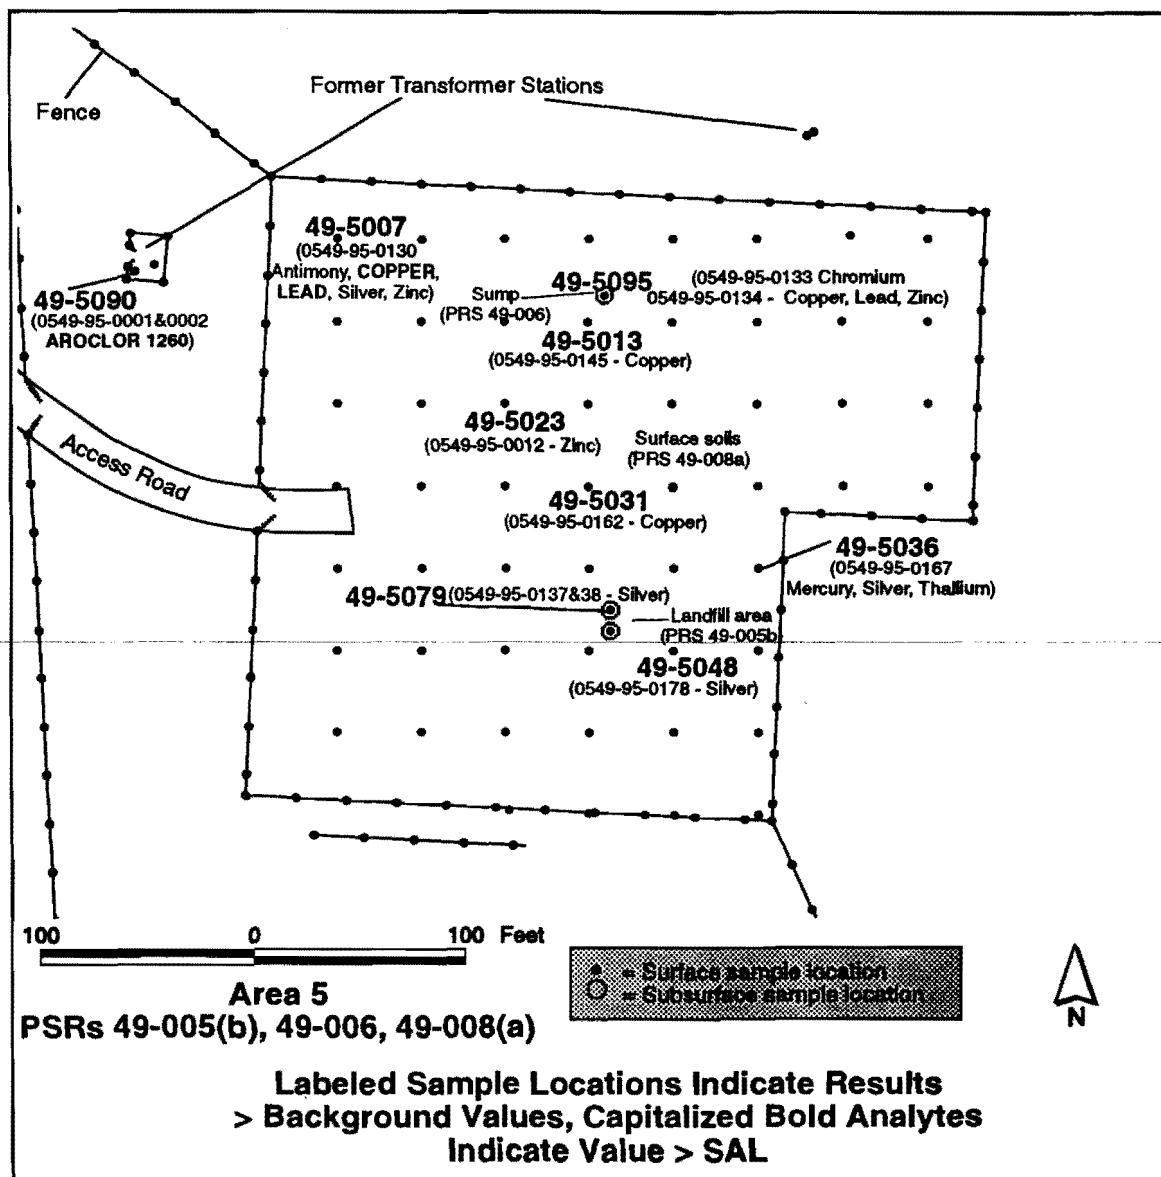 Former Transformer Stations
Fence
49-5007
(0549-95-0130
Antimony, COPPER,
LEAD, Silver, Zinc)
49-5095
(0549-95-0133 Chromium
0549-95-0134 - Copper, Lead, Zinc)
Sump
(PRS 49-006)
49-5090
(0549-95-0001&0002
AROCLOR 1260)
49-5013
(0549-95-0145 - Copper)
49-5023
(0549-95-0012 - Zinc)
Surface soils
(PRS 49-008a)
Access Road
49-5031
(0549-95-0162 - Copper)
49-5036
(0549-95-0167
Mercury, Silver, Thallium)
49-5079 (0549-95-0137&38 - Silver)
Landfill area
(PRS 49-005b
49-5048
(0549-95-0178 - Silver)
100 0 100 Feet
= Surface sample location
= Subsurface sample location
N
Area 5
PSRs 49-005(b), 49-006, 49-008(a)
Labeled Sample Locations Indicate Results
> Background Values, Capitalized Bold Analytes
Indicate Value > SAL